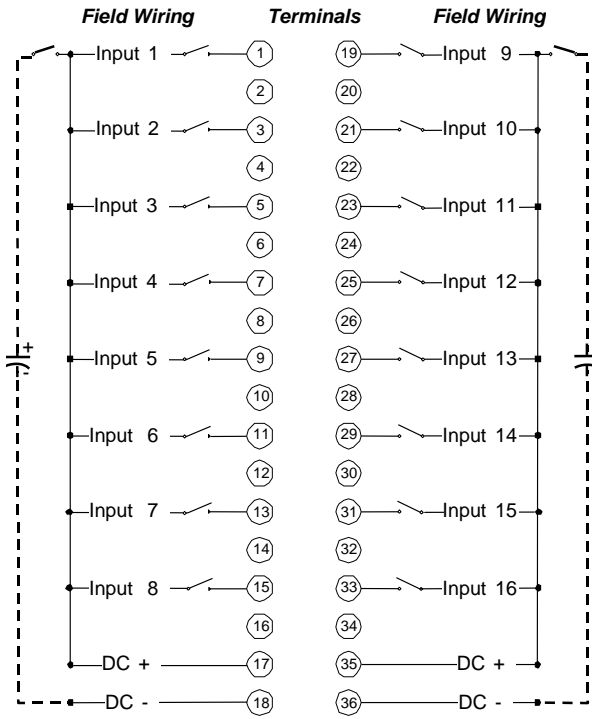 Field Wiring Terminals Field Wiring
Input 1 1 19 Input 9
2 20
Input 2 3 21 Input 10
4 22
Input 3 5 23 Input 11
6 24
Input 4 7 25 Input 12
8 26
+
-
Input 5 9 27 Input 13
10 28
Input 6 11 29 Input 14
12 30
Input 7 13 31 Input 15
14 32
Input 8 15 33 Input 16
16 34
DC + 17 35 DC +
DC - 18 36 DC -